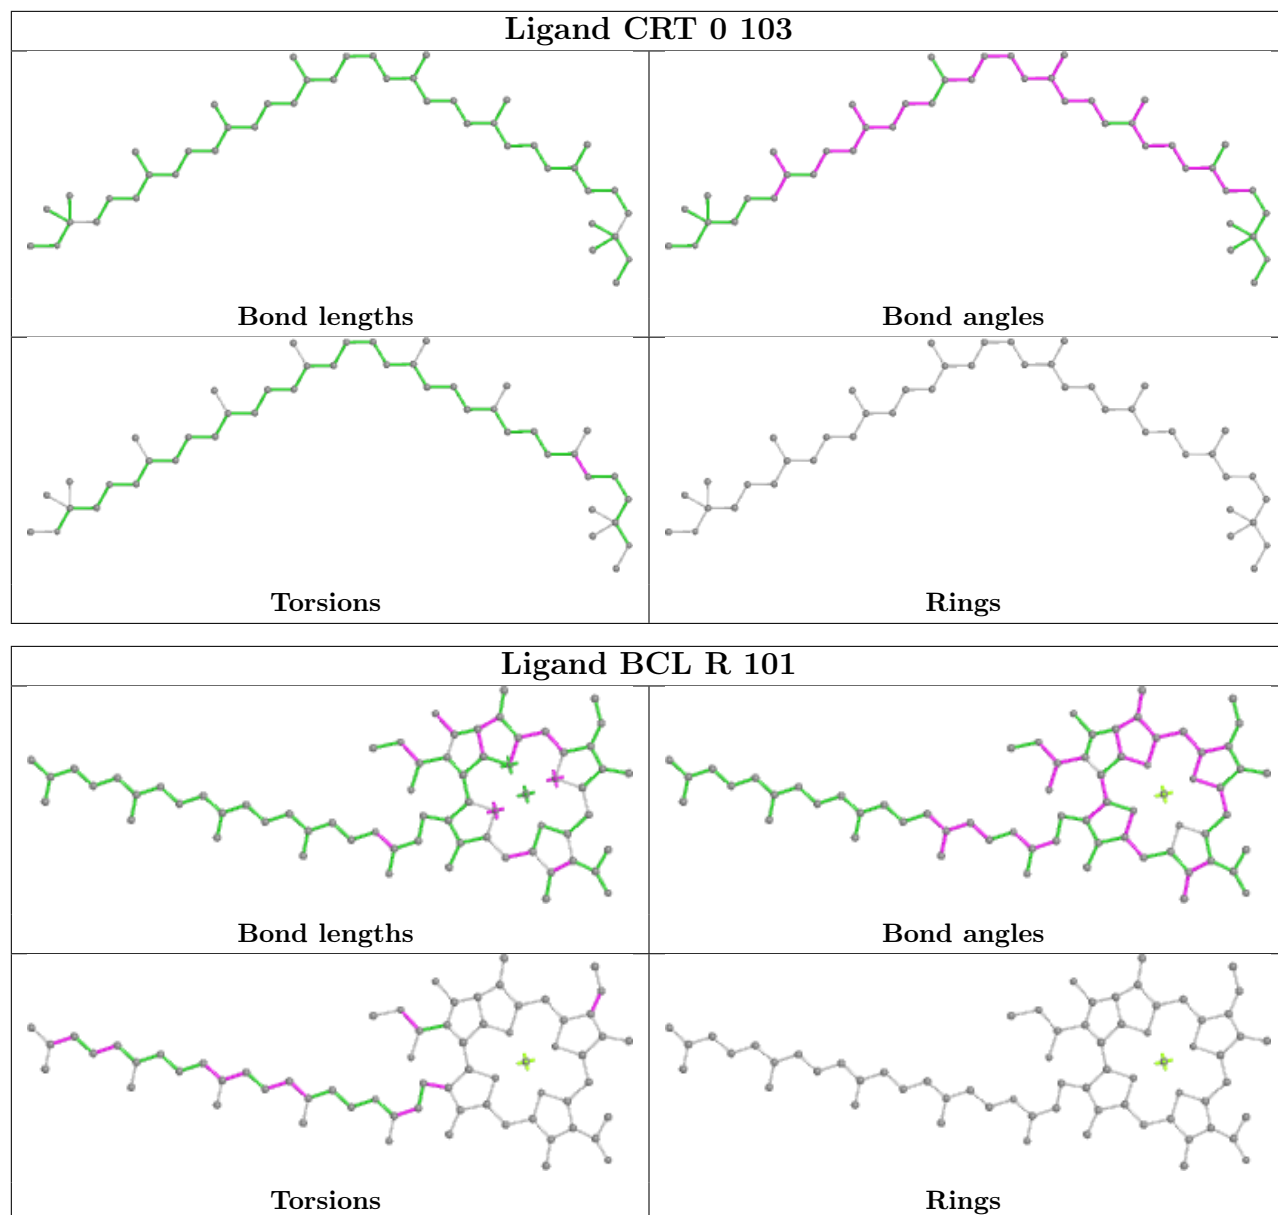 Ligand CRT 0 103
Bond lengths
Bond angles
Torsions
Rings
Ligand BCL R 101
Bond lengths
Bond angles
Torsions
Rings